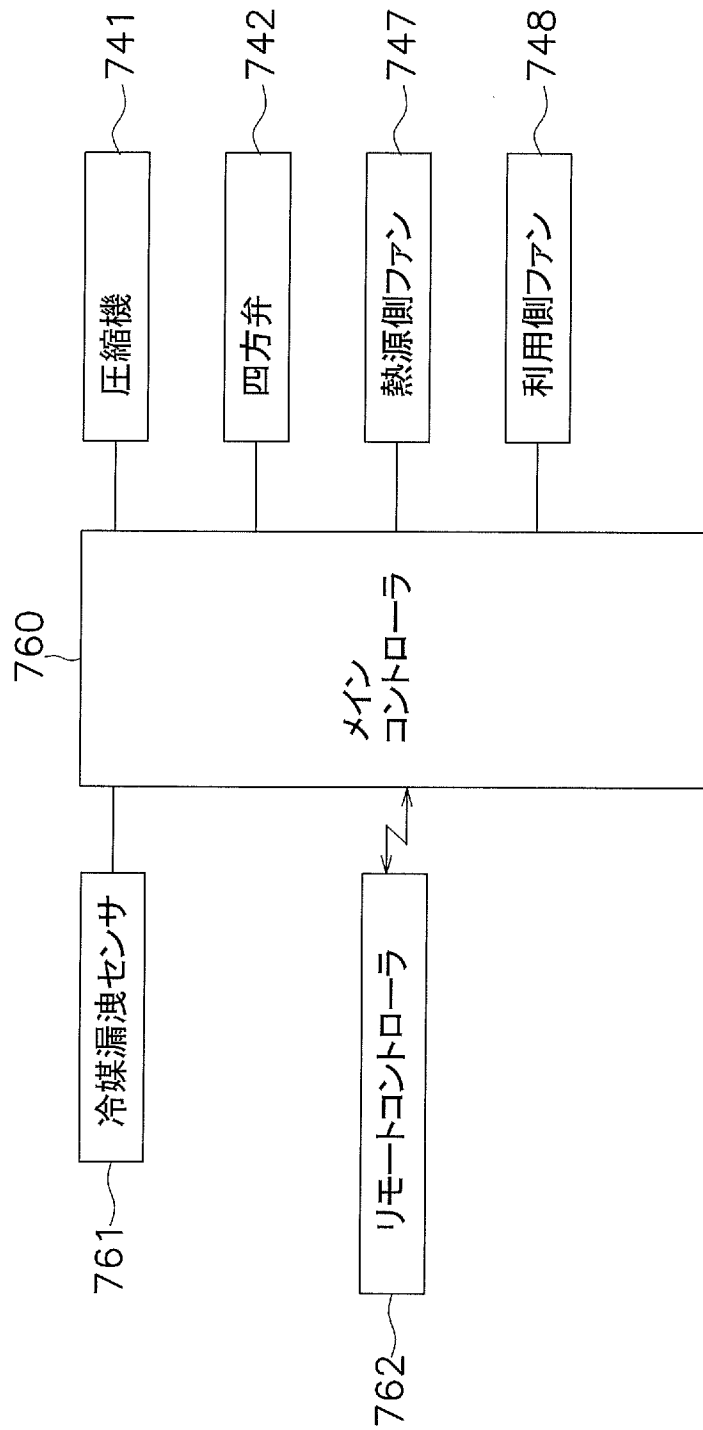 760
冷媒漏洩センサ
761
リモートコントローラ
762
メイン
コントローラ
圧縮機
741
四方弁
742
熱源側ファン
747
利用側ファン
748